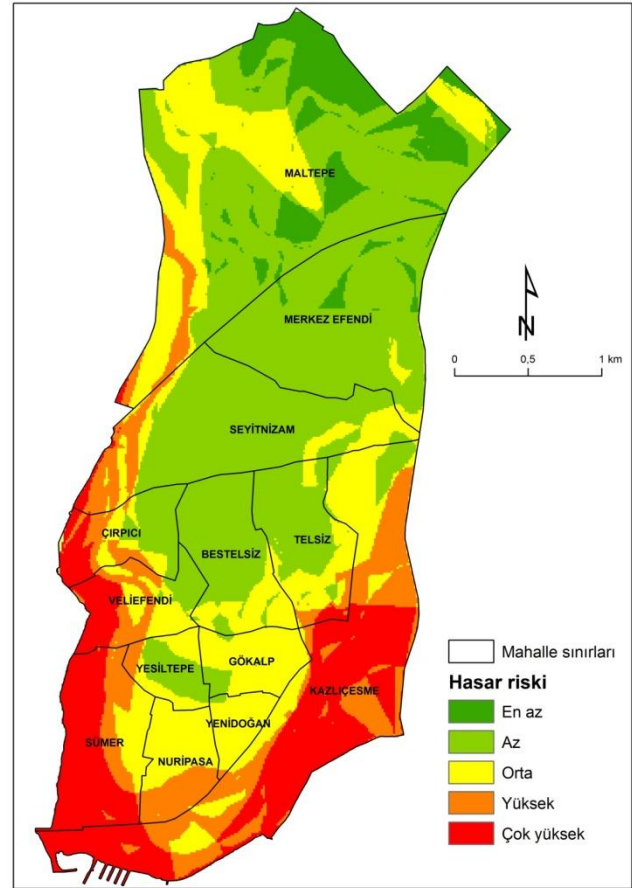 MALTEPE
MERKEZ EFENDİ
N
0 0,5 1 km
SEYİTNİZAM
ÇIRPICI
BESTELSİZ
TELSİZ
VELİEFENDİ
YESİLTEPE
GÖKALP
KAZLIÇESME
SÜMER
YENİDOĞAN
NURİPASA
Mahalle sınırları
Hasar riski
En az
Az
Orta
Yüksek
Çok yüksek